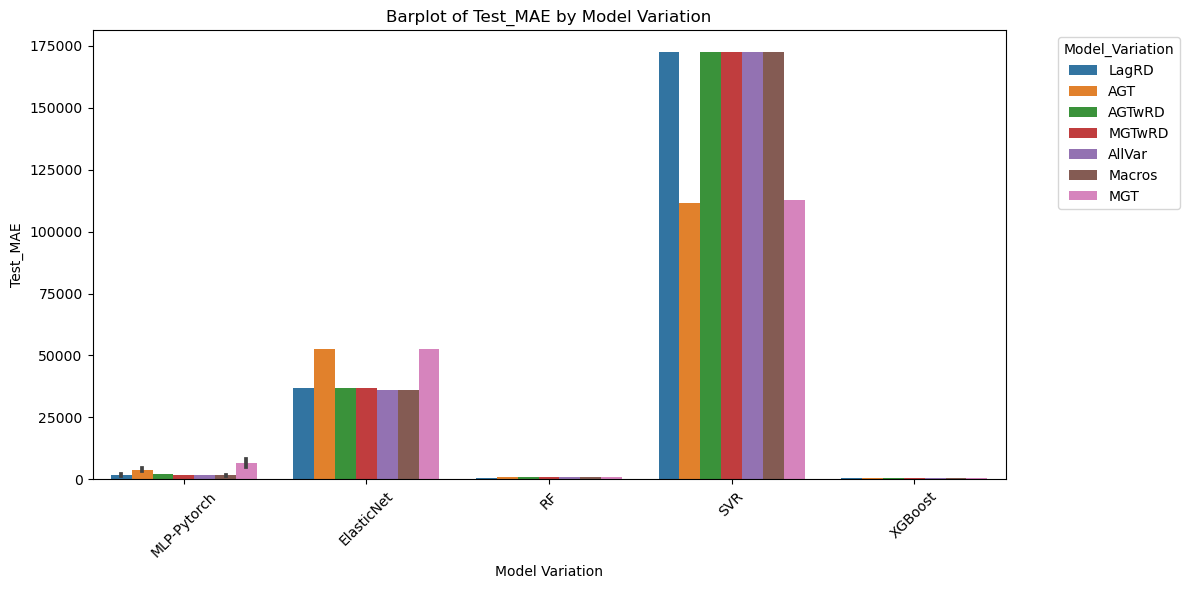 Barplot of Test_MAE by Model Variation
175000
150000
125000
100000
75000
50000
25000
0
Test_MAE
MLP-Pytorch
ElasticNet
RF
SVR
XGBoost
Model Variation
Model_Variation
LagRD
AGT
AGTwRD
MGTwRD
AllVar
Macros
MGT